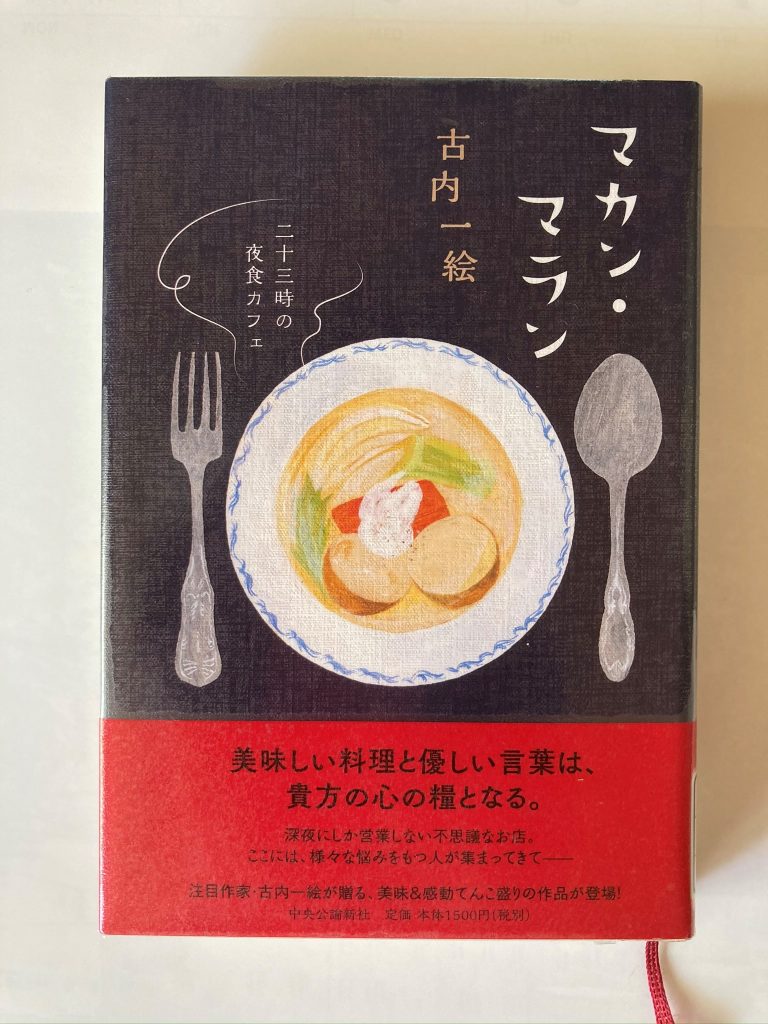 マカン・
マラン
古内一絵
二十三時の
夜食カフェ
美味しい料理と優しい言葉は、
貴方の心の糧となる。
深夜にしか営業しない不思議なお店。
ここには、様々な悩みをもつ人が集まってきて――
注目作家・古内一絵が贈る、美味&感動てんこ盛りの作品が登場!
中央公論新社 定価 本体1500円(税別)